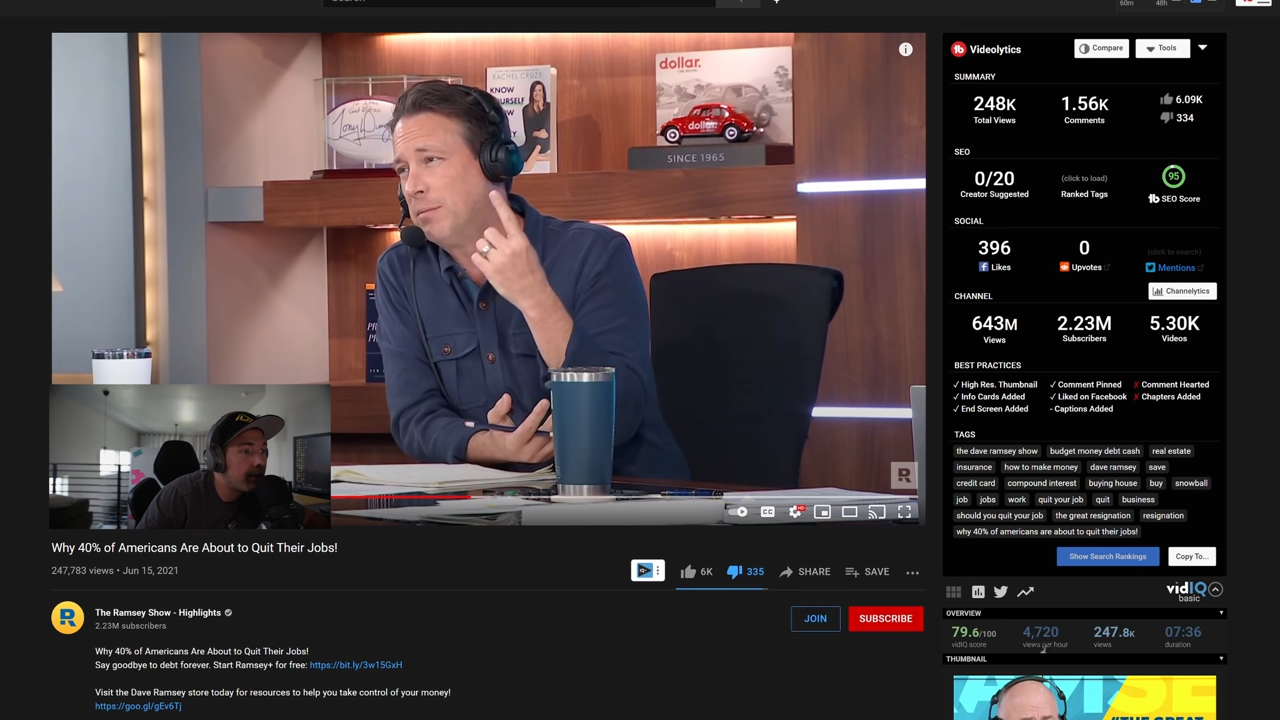 60m
48h
RACHEL CRUZE
KNOW
YOURSELF
dollar.
dollar.
SINCE 1965
R
CC
HD
Why 40% of Americans Are About to Quit Their Jobs!
247,783 views • Jun 15, 2021
6K
335
SHARE
SAVE
R
The Ramsey Show - Highlights
2.23M subscribers
JOIN
SUBSCRIBE
Why 40% of Americans Are About to Quit Their Jobs!
Say goodbye to debt forever. Start Ramsey+ for free: https://bit.ly/3w15GxH
Visit the Dave Ramsey store today for resources to help you take control of your money!
https://goo.gl/gEv6Tj
Videolytics
Compare
Tools
SUMMARY
248K
1.56K
6.09K
Total Views
Comments
334
SEO
0/20
(click to load)
95
Creator Suggested
Ranked Tags
SEO Score
SOCIAL
396
0
(click to search)
Likes
Upvotes
Mentions
CHANNEL
Channelytics
643M
2.23M
5.30K
Views
Subscribers
Videos
BEST PRACTICES
✓ High Res. Thumbnail
✓ Comment Pinned
✗ Comment Hearted
✓ Info Cards Added
✓ Liked on Facebook
✗ Chapters Added
✓ End Screen Added
- Captions Added
TAGS
the dave ramsey show
budget money debt cash
real estate
insurance
how to make money
dave ramsey
save
credit card
compound interest
buying house
buy
snowball
job
jobs
work
quit your job
quit
business
should you quit your job
the great resignation
resignation
why 40% of americans are about to quit their jobs!
Show Search Rankings
Copy To...
vidIQ
basic
OVERVIEW
79.6/100
4,720
247.8K
07:36
vidIQ score
views per hour
views
duration
THUMBNAIL
"THE GREAT